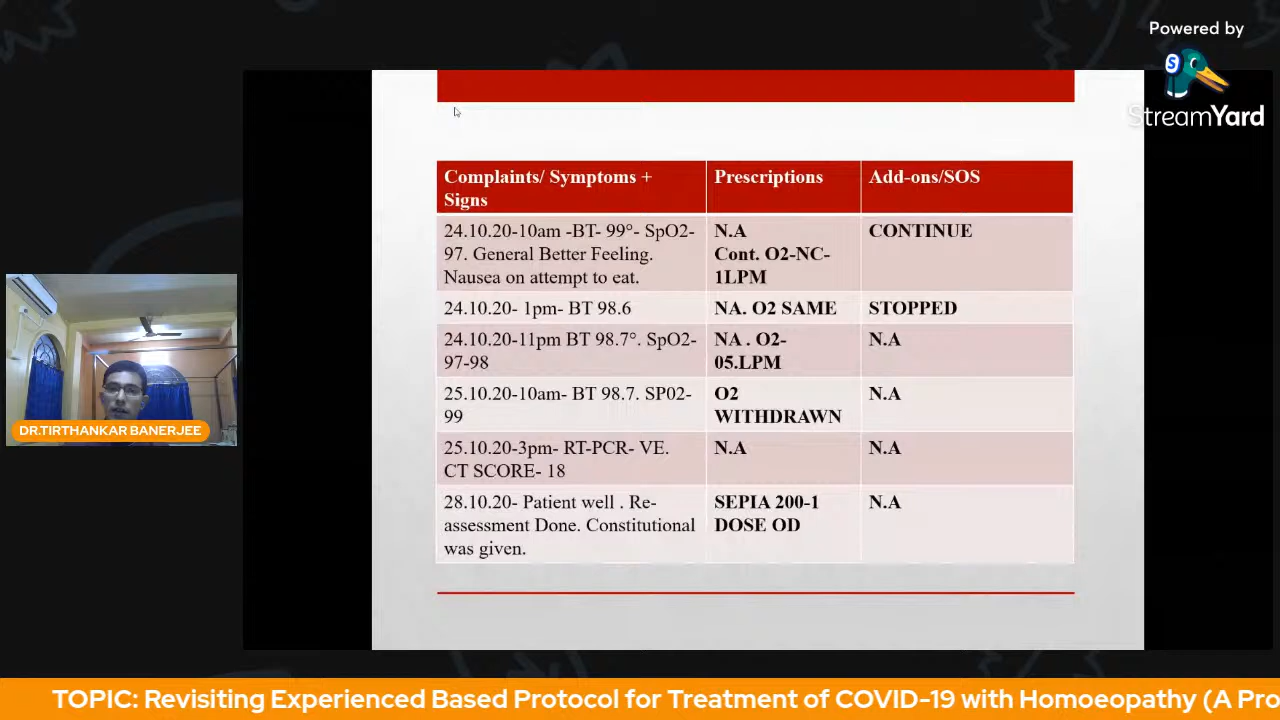 Powered by
StreamYard
Complaints/ Symptoms +
Signs
Prescriptions
Add-ons/SOS
24.10.20-10am -BT- 99°- SpO2-
97. General Better Feeling.
Nausea on attempt to eat.
N.A
Cont. O2-NC-
1LPM
CONTINUE
24.10.20- 1pm- BT 98.6
NA. O2 SAME
STOPPED
24.10.20-11pm BT 98.7°. SpO2-
97-98
NA . O2-
05.LPM
N.A
25.10.20-10am- BT 98.7. SP02-
99
O2
WITHDRAWN
N.A
25.10.20-3pm- RT-PCR- VE.
CT SCORE- 18
N.A
N.A
28.10.20- Patient well . Re-
assessment Done. Constitutional
was given.
SEPIA 200-1
DOSE OD
N.A
DR.TIRTHANKAR BANERJEE
TOPIC: Revisiting Experienced Based Protocol for Treatment of COVID-19 with Homoeopathy (A Pro